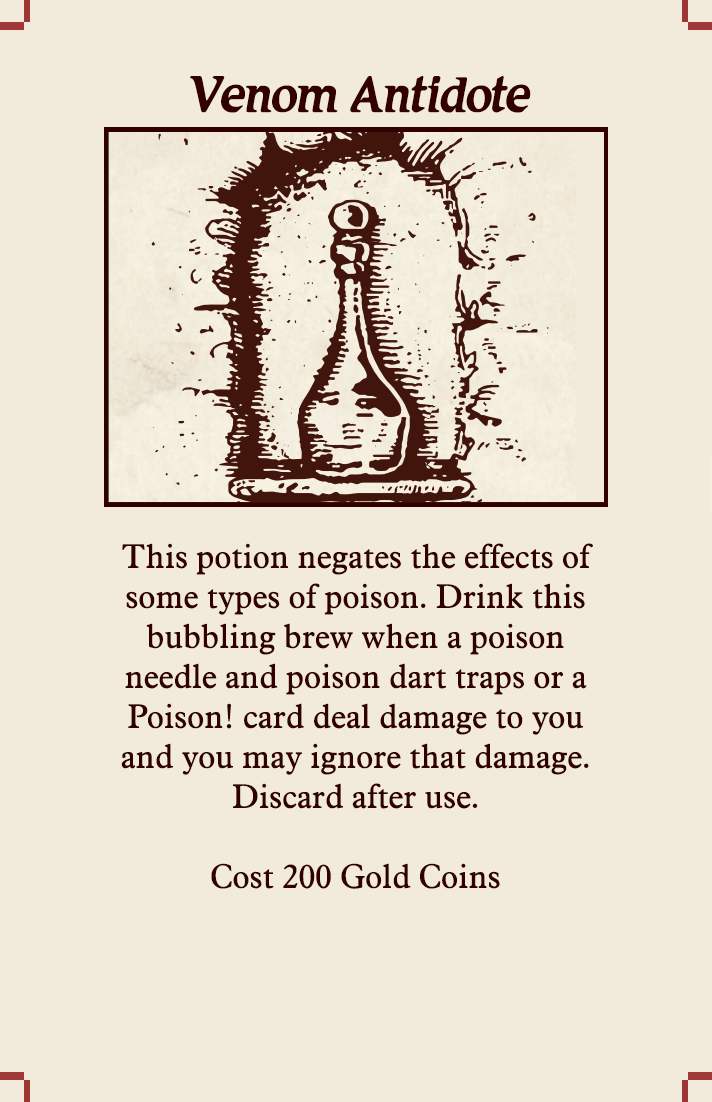 Venom Antidote
This potion negates the effects of
some types of poison. Drink this
bubbling brew when a poison
needle and poison dart traps or a
Poison! card deal damage to you
and you may ignore that damage.
Discard after use.
Cost 200 Gold Coins